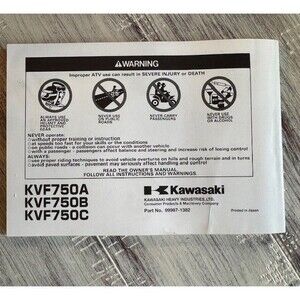 ⚠WARNING
Improper ATV use can result in SEVERE INJURY or DEATH
ALWAYS USE
AN APPROVED
HELMET AND
PROTECTIVE
GEAR
NEVER USE
ON PUBLIC
ROADS
NEVER CARRY
PASSENGERS
NEVER USE
WITH DRUGS
OR ALCOHOL
NEVER operate:
without proper training or instruction
at speeds too fast for your skills or the conditions
on public roads - a collision can occur with another vehicle
with a passenger - passengers affect balance and steering and increase risk of losing control
ALWAYS:
use proper riding techniques to avoid vehicle overturns on hills and rough terrain and in turns
avoid paved surfaces - pavement may seriously affect handling and control
READ THE OWNER'S MANUAL.
FOLLOW ALL INSTRUCTIONS AND WARNINGS.
KVF750A
KVF750B
KVF750C
Kawasaki
KAWASAKI HEAVY INDUSTRIES, LTD.
Consumer Products & Machinery Company
Part No. 99987-1382
Printed in Japan